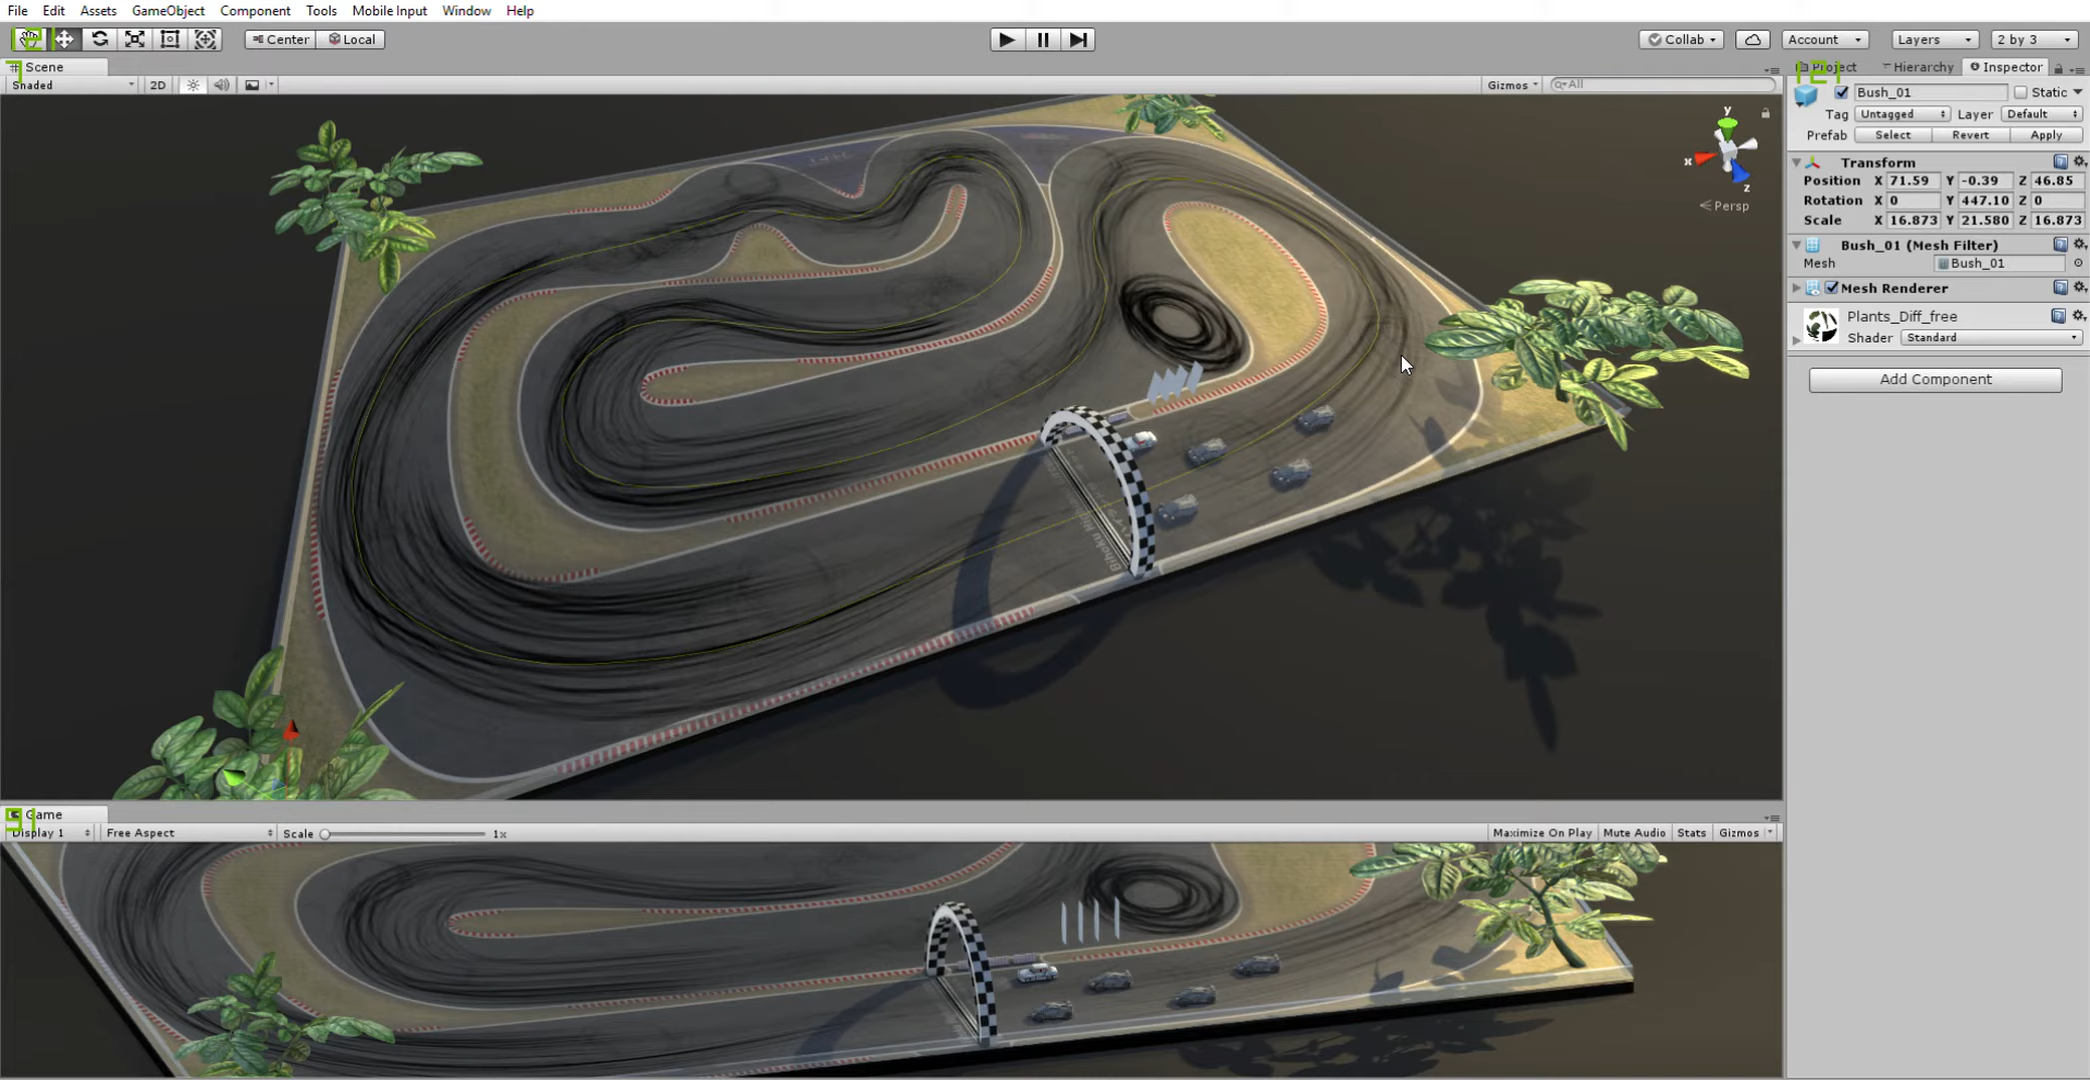 File Edit Assets GameObject Component Tools Mobile Input Window Help
Center Local Collab Account Layers 2 by 3
Scene Project Hierarchy Inspector
Shaded 2D Gizmos All
Bush_01 Static
Tag Untagged Layer Default
Prefab Select Revert Apply
Transform
Position X 71.59 Y -0.39 Z 46.85
Rotation X 0 Y 447.10 Z 0
Scale X 16.873 Y 21.580 Z 16.873
Bush_01 (Mesh Filter)
Mesh Bush_01
Mesh Renderer
Plants_Diff_free
Shader Standard
Add Component
y
x
z
Persp
Game
Display 1 Free Aspect Scale 1x Maximize On Play Mute Audio Stats Gizmos